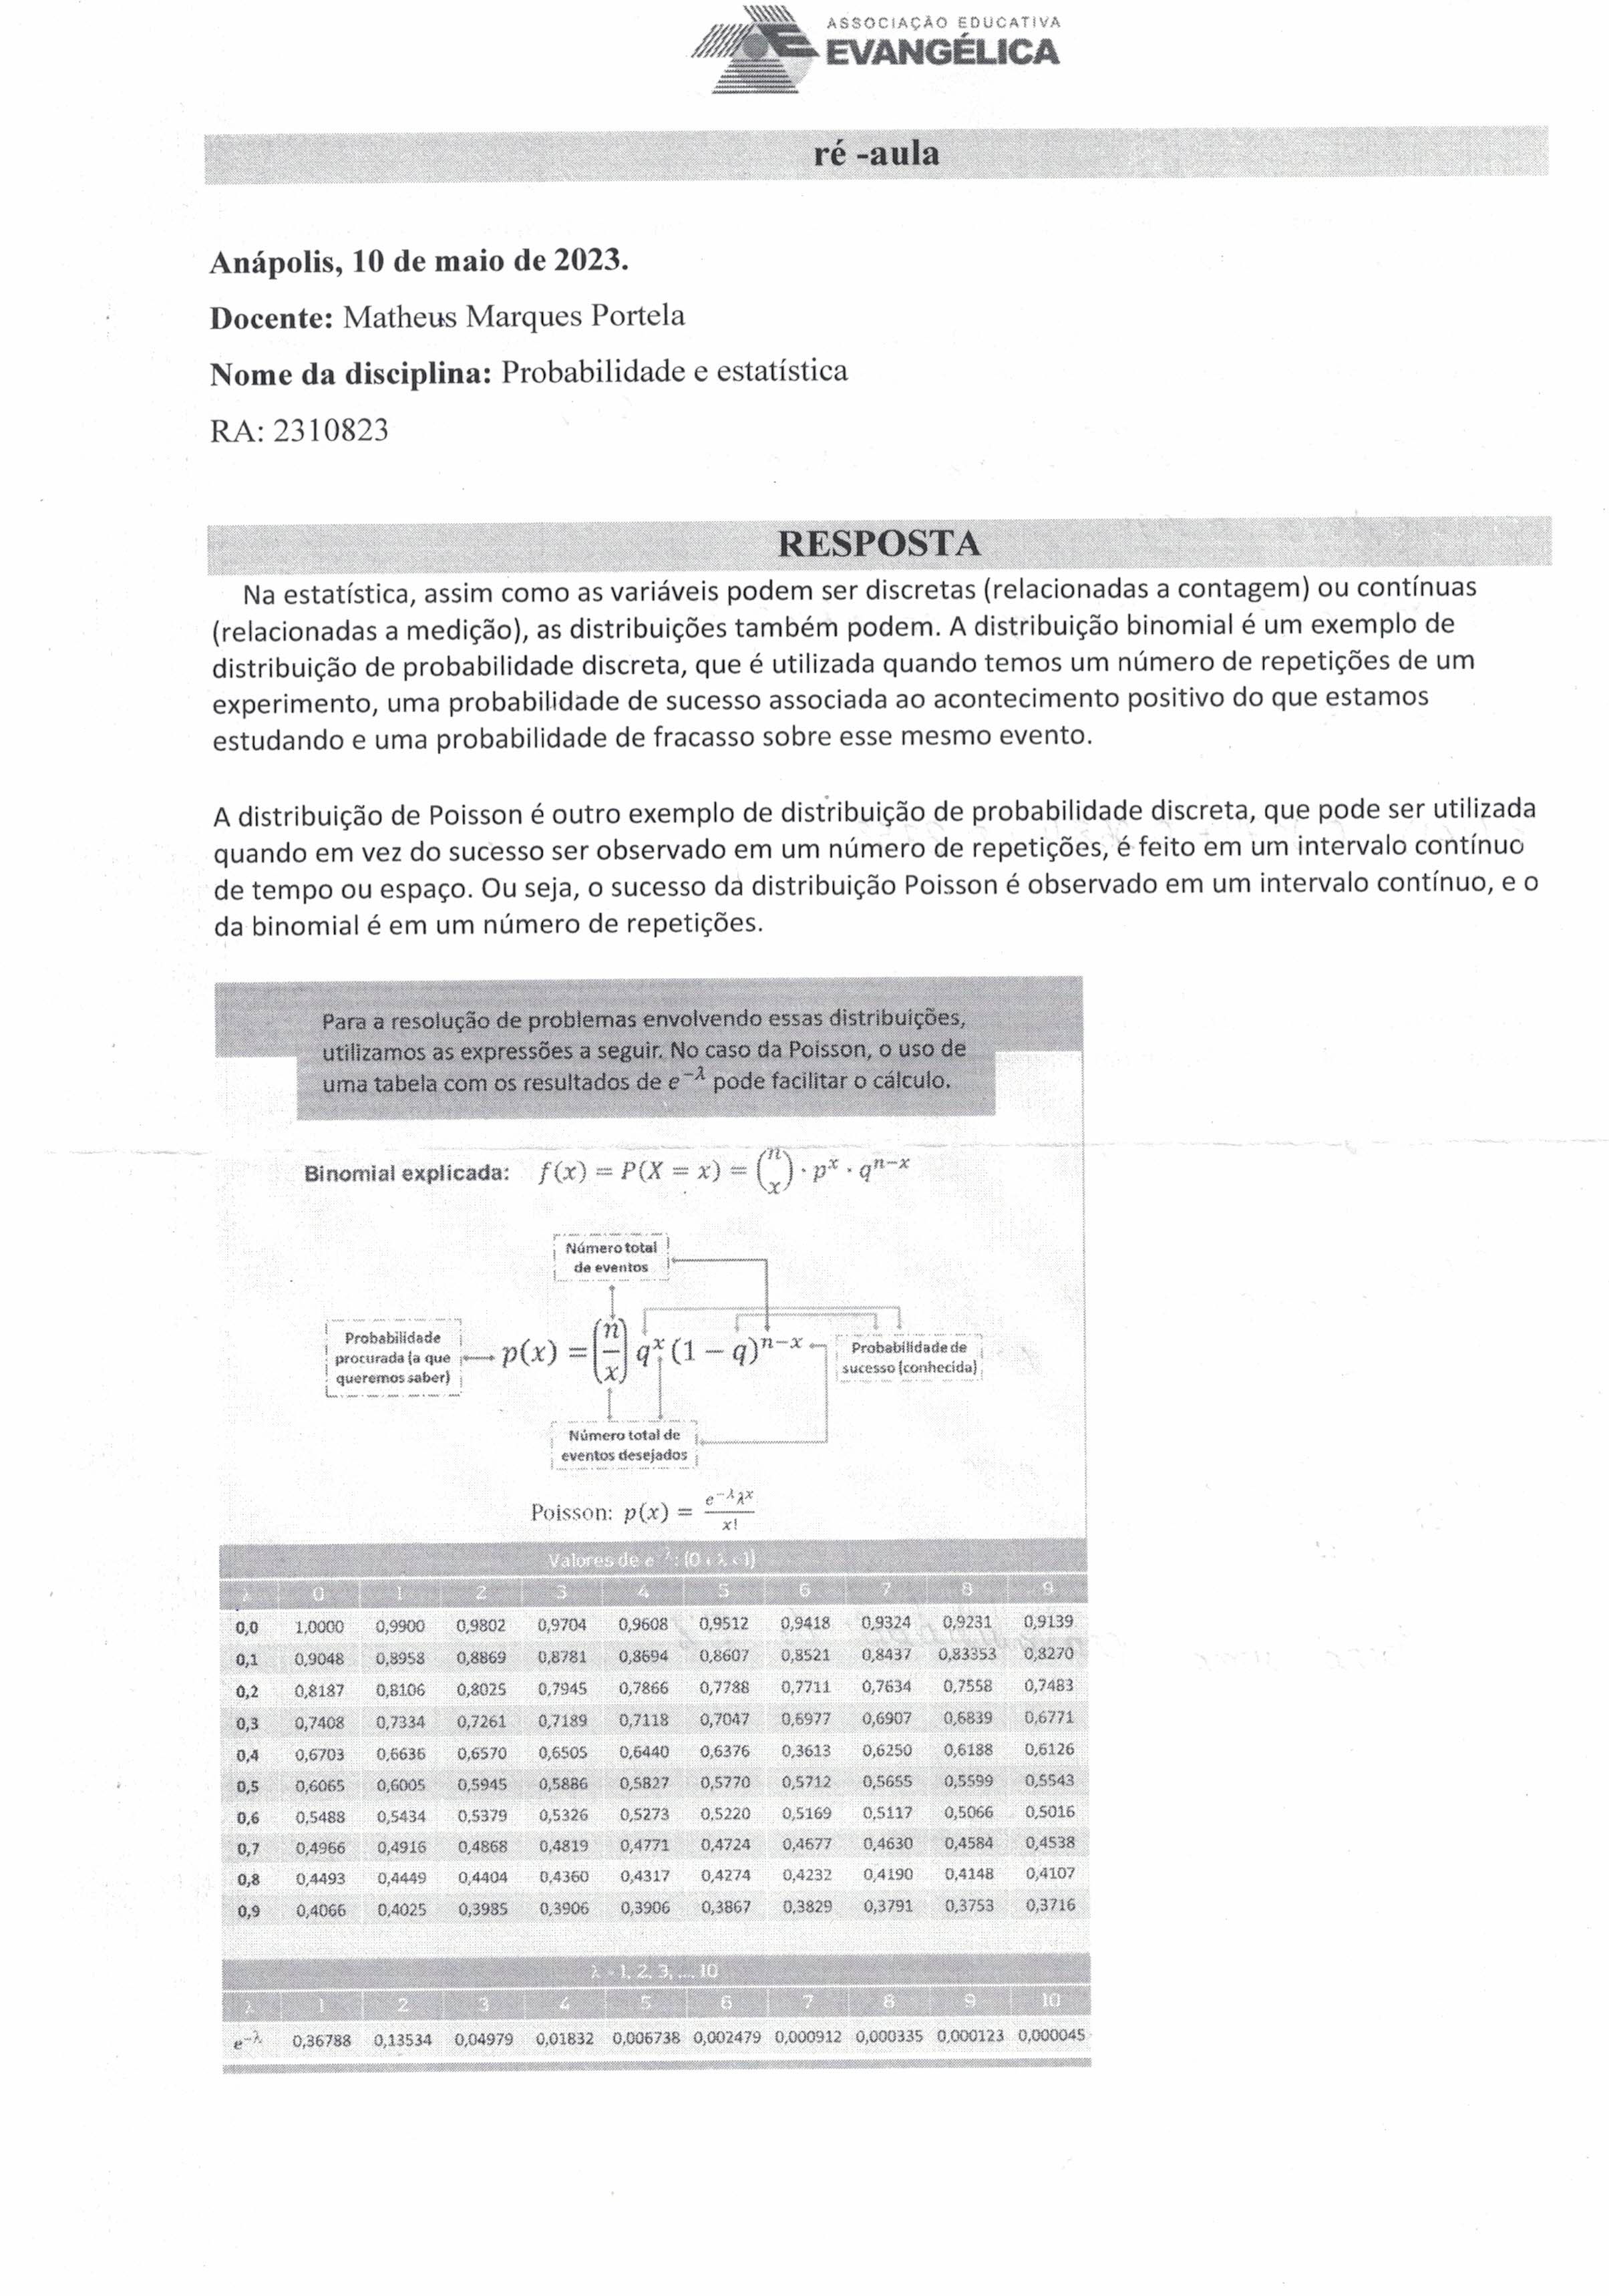 ASSOCIAÇÃO EDUCATIVA
EVANGÉLICA
ré -aula
Anápolis, 10 de maio de 2023.
Docente: Matheus Marques Portela
Nome da disciplina: Probabilidade e estatística
RA: 2310823
RESPOSTA
Na estatística, assim como as variáveis podem ser discretas (relacionadas a contagem) ou contínuas
(relacionadas a medição), as distribuições também podem. A distribuição binomial é um exemplo de
distribuição de probabilidade discreta, que é utilizada quando temos um número de repetições de um
experimento, uma probabilidade de sucesso associada ao acontecimento positivo do que estamos
estudando e uma probabilidade de fracasso sobre esse mesmo evento.
A distribuição de Poisson é outro exemplo de distribuição de probabilidade discreta, que pode ser utilizada
quando em vez do sucesso ser observado em um número de repetições, é feito em um intervalo contínuo
de tempo ou espaço. Ou seja, o sucesso da distribuição Poisson é observado em um intervalo contínuo, e o
da binomial é em um número de repetições.
Para a resolução de problemas envolvendo essas distribuições,
utilizamos as expressões a seguir. No caso da Poisson, o uso de
uma tabela com os resultados de e^−λ pode facilitar o cálculo.
Binomial explicada: f(x) = P(X = x) = (n x) · p^x · q^n−x
Número total
de eventos
Probabilidade
procurada (a que
queremos saber)
p(x) = (n/x) q^x (1 − q)^n−x
Probabilidade de
sucesso (conhecida)
Número total de
eventos desejados
Poisson: p(x) = e^−λ λ^x / x!
Valores de e^-λ: (0 < λ < 1)
λ 0 1 2 3 4 5 6 7 8 9
0,0 1,0000 0,9900 0,9802 0,9704 0,9608 0,9512 0,9418 0,9324 0,9231 0,9139
0,1 0,9048 0,8958 0,8869 0,8781 0,8694 0,8607 0,8521 0,8437 0,83353 0,8270
0,2 0,8187 0,8106 0,8025 0,7945 0,7866 0,7788 0,7711 0,7634 0,7558 0,7483
0,3 0,7408 0,7334 0,7261 0,7189 0,7118 0,7047 0,6977 0,6907 0,6839 0,6771
0,4 0,6703 0,6636 0,6570 0,6505 0,6440 0,6376 0,3613 0,6250 0,6188 0,6126
0,5 0,6065 0,6005 0,5945 0,5886 0,5827 0,5770 0,5712 0,5655 0,5599 0,5543
0,6 0,5488 0,5434 0,5379 0,5326 0,5273 0,5220 0,5169 0,5117 0,5066 0,5016
0,7 0,4966 0,4916 0,4868 0,4819 0,4771 0,4724 0,4677 0,4630 0,4584 0,4538
0,8 0,4493 0,4449 0,4404 0,4360 0,4317 0,4274 0,4232 0,4190 0,4148 0,4107
0,9 0,4066 0,4025 0,3985 0,3906 0,3906 0,3867 0,3829 0,3791 0,3753 0,3716
λ - 1, 2, 3, ..., 10
λ 1 2 3 4 5 6 7 8 9 10
e^−λ 0,36788 0,13534 0,04979 0,01832 0,006738 0,002479 0,000912 0,000335 0,000123 0,000045